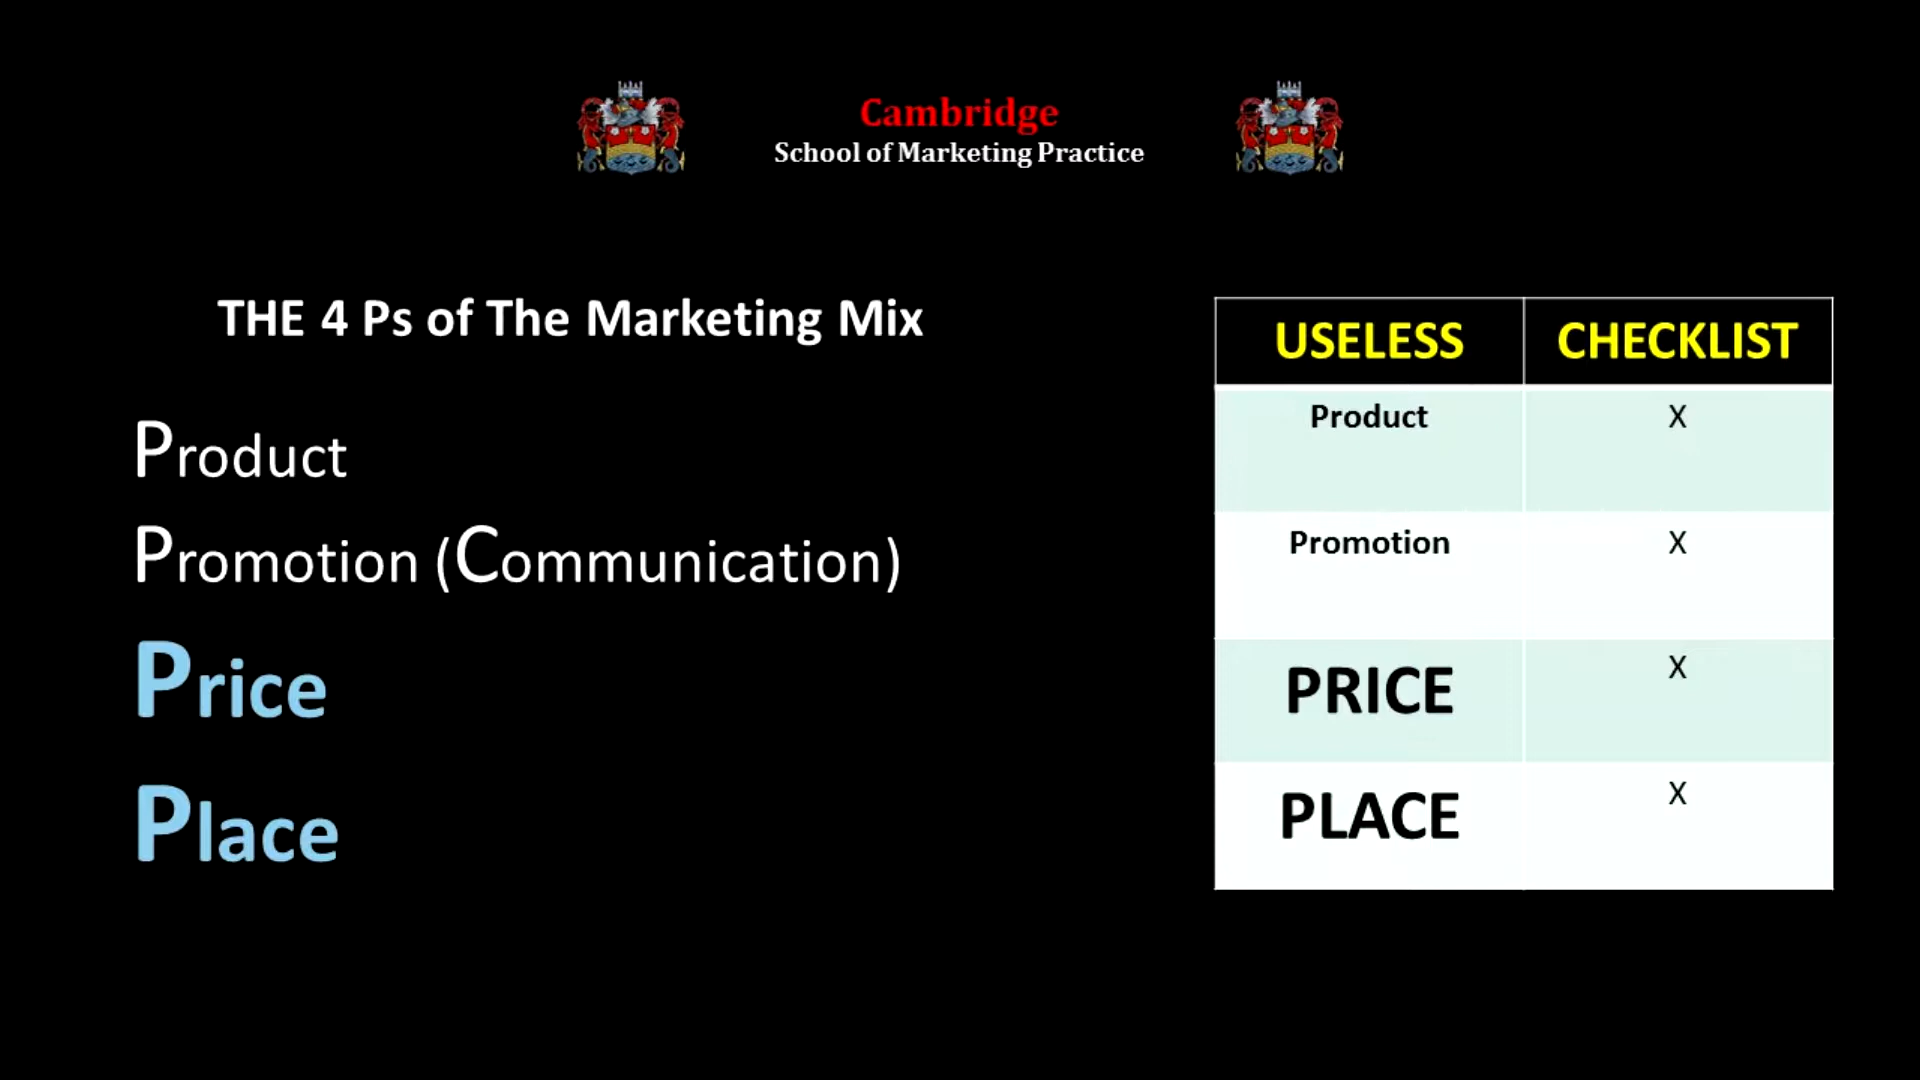 Cambridge
School of Marketing Practice
THE 4 Ps of The Marketing Mix
Product
Promotion (Communication)
Price
Place
USELESS CHECKLIST
Product X
Promotion X
PRICE X
PLACE X